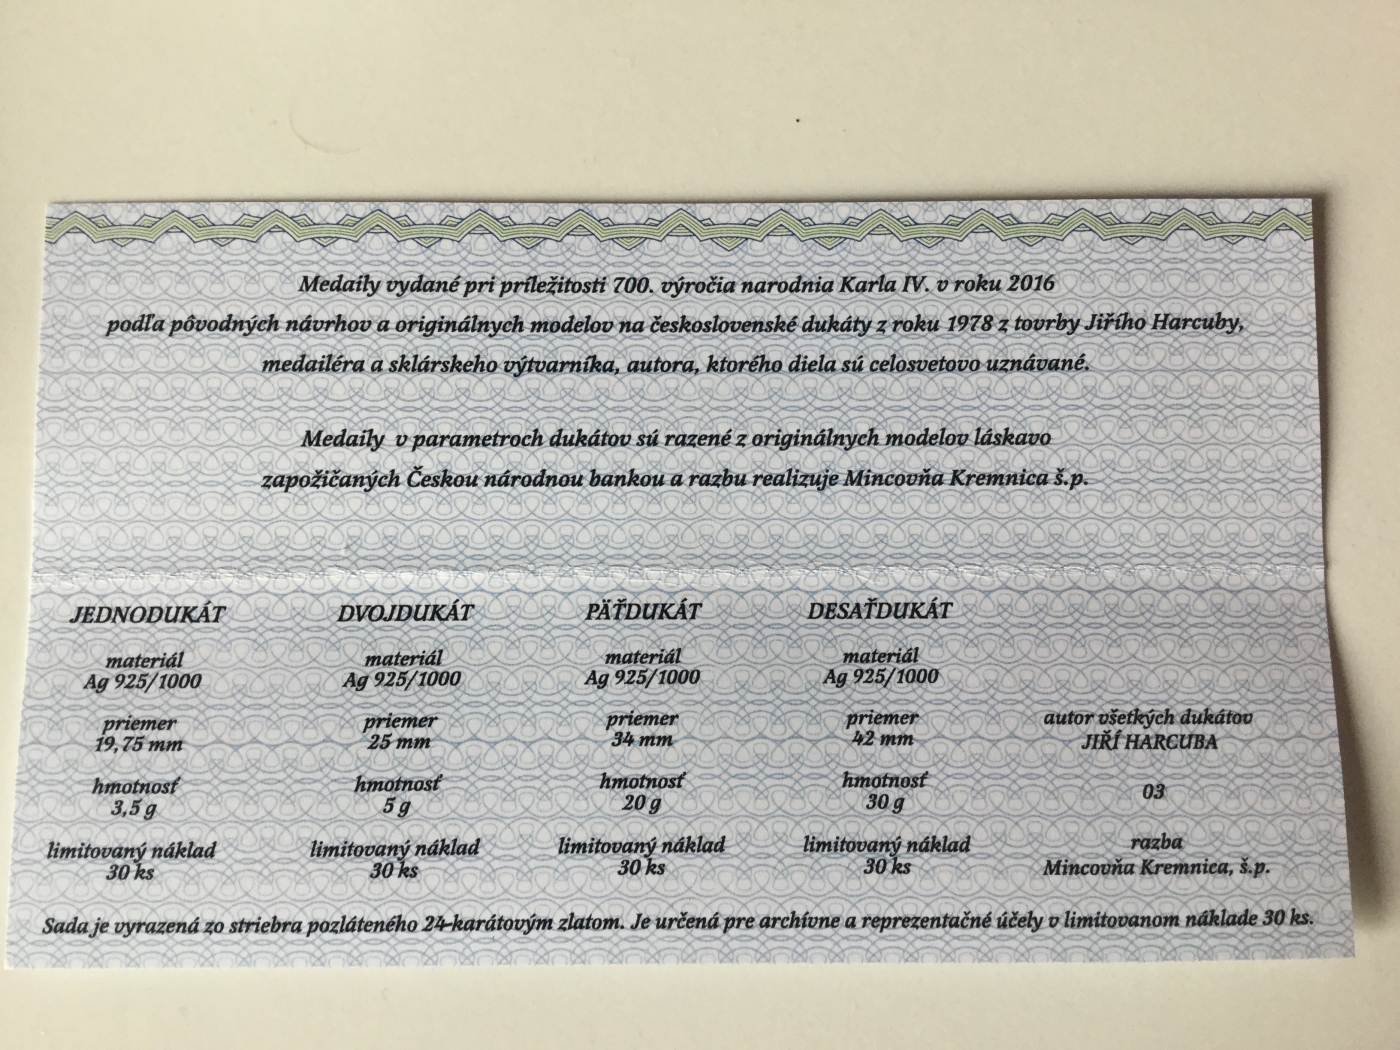 Medaily vydané pri príležitosti 700. výročia narodnia Karla IV. v roku 2016
podľa pôvodných návrhov a originálnych modelov na československé dukáty z roku 1978 z tovrby Jiřího Harcuby,
medailéra a sklárskeho výtvarníka, autora, ktorého diela sú celosvetovo uznávané.
Medaily v parametroch dukátov sú razené z originálnych modelov láskavo
zapožičaných Českou národnou bankou a razbu realizuje Mincovňa Kremnica š.p.
JEDNODUKÁT
materiál
Ag 925/1000
priemer
19,75 mm
hmotnosť
3,5 g
limitovaný náklad
30 ks
DVOJDUKÁT
materiál
Ag 925/1000
priemer
25 mm
hmotnosť
5 g
limitovaný náklad
30 ks
PÄŤDUKÁT
materiál
Ag 925/1000
priemer
34 mm
hmotnosť
20 g
limitovaný náklad
30 ks
DESAŤDUKÁT
materiál
Ag 925/1000
priemer
42 mm
hmotnosť
30 g
limitovaný náklad
30 ks
autor všetkých dukátov
JIŘÍ HARCUBA
03
razba
Mincovňa Kremnica, š.p.
Sada je vyrazená zo striebra pozláteného 24-karátovým zlatom. Je určená pre archívne a reprezentačné účely v limitovanom náklade 30 ks.